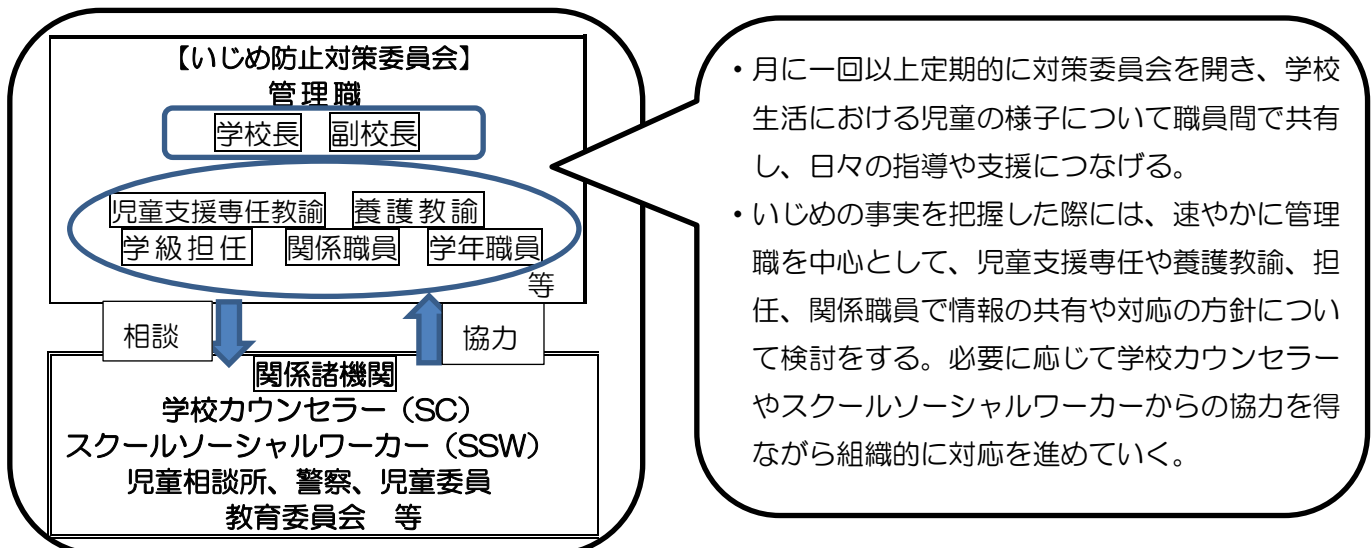 【いじめ防止対策委員会】
管理職
学校長 副校長
児童支援専任教諭 養護教諭
学級担任 関係職員 学年職員
等
相談 協力
関係諸機関
学校カウンセラー（SC）
スクールソーシャルワーカー（SSW）
児童相談所、警察、児童委員
教育委員会 等
・月に一回以上定期的に対策委員会を開き、学校
生活における児童の様子について職員間で共有
し、日々の指導や支援につなげる。
・いじめの事実を把握した際には、速やかに管理
職を中心として、児童支援専任や養護教諭、担
任、関係職員で情報の共有や対応の方針につい
て検討をする。必要に応じて学校カウンセラー
やスクールソーシャルワーカーからの協力を得
ながら組織的に対応を進めていく。